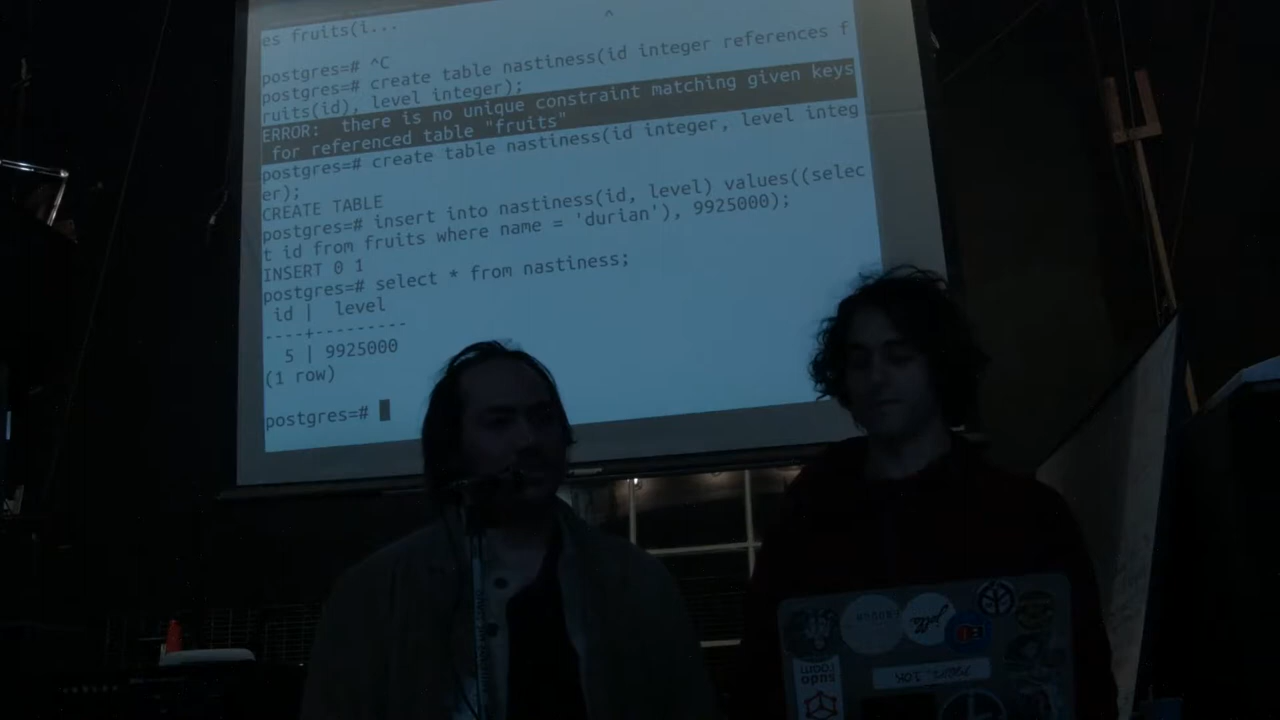 es fruits(i...
^
postgres=# ^C
postgres=# create table nastiness(id integer references f
ruits(id), level integer);
ERROR:  there is no unique constraint matching given keys
 for referenced table "fruits"
postgres=# create table nastiness(id integer, level integ
er);
CREATE TABLE
postgres=# insert into nastiness(id, level) values((selec
t id from fruits where name = 'durian'), 9925000);
INSERT 0 1
postgres=# select * from nastiness;
 id |  level
----+---------
  5 | 9925000
(1 row)
postgres=#
sudo
room